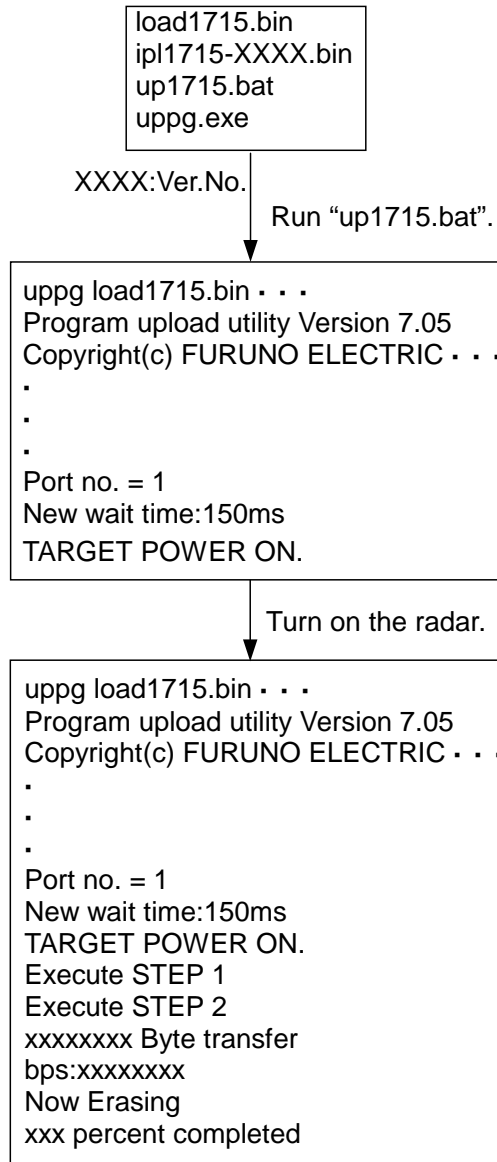 load1715.bin
ipl1715-XXXX.bin
up1715.bat
uppg.exe
XXXX:Ver.No.
Run “up1715.bat”.
uppg load1715.bin・・・
Program upload utility Version 7.05
Copyright(c) FURUNO ELECTRIC・・・
・
・
・
Port no. = 1
New wait time:150ms
TARGET POWER ON.
Turn on the radar.
uppg load1715.bin・・・
Program upload utility Version 7.05
Copyright(c) FURUNO ELECTRIC・・・
・
・
・
Port no. = 1
New wait time:150ms
TARGET POWER ON.
Execute STEP 1
Execute STEP 2
xxxxxxxx Byte transfer
bps:xxxxxxxx
Now Erasing
xxx percent completed